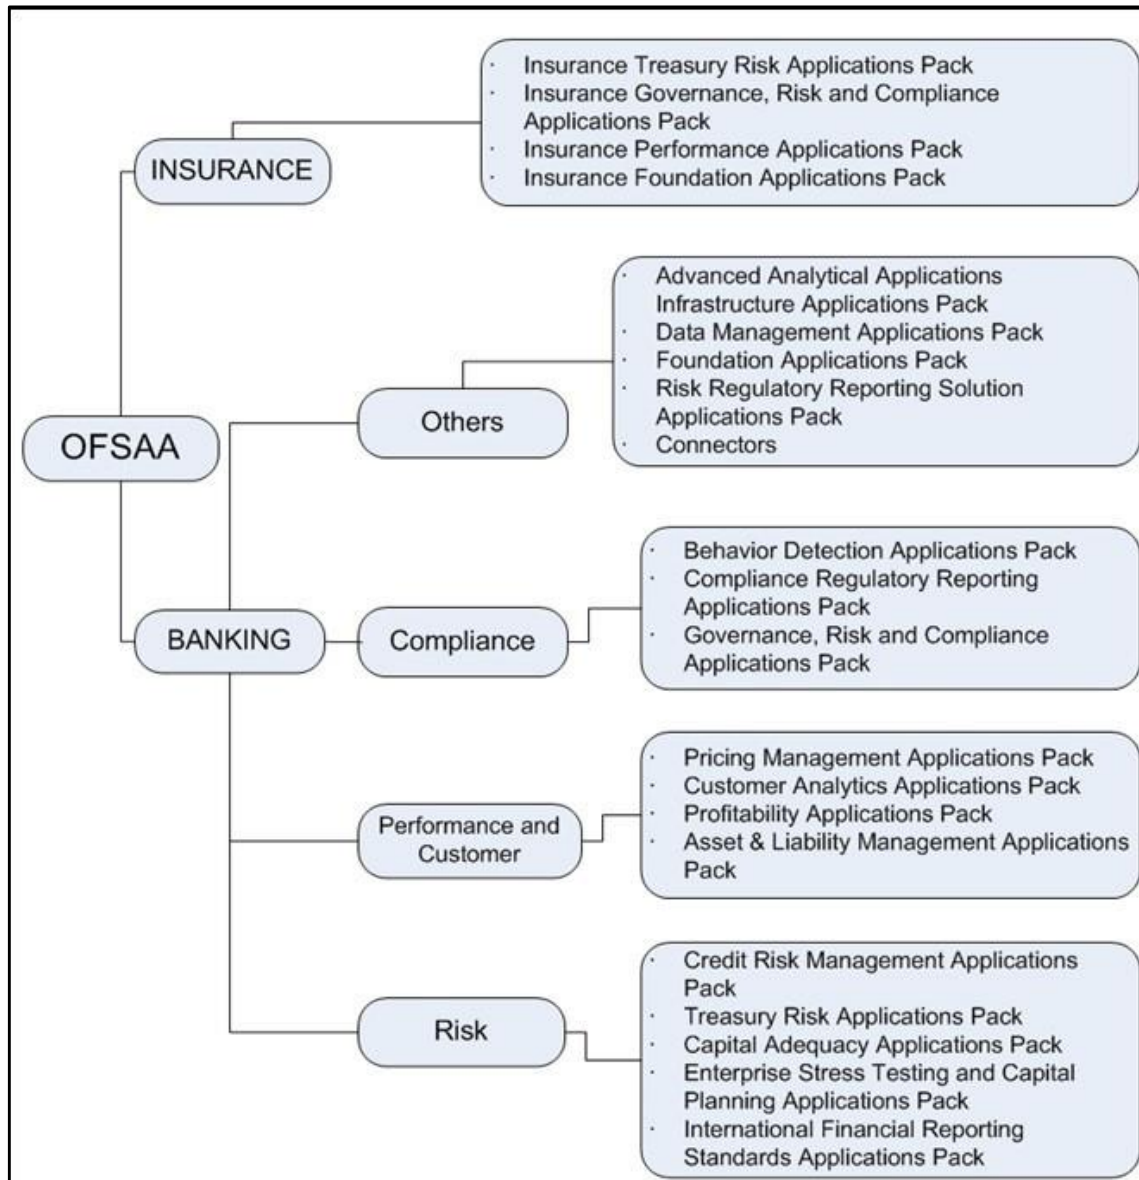 · Insurance Treasury Risk Applications Pack
· Insurance Governance, Risk and Compliance
Applications Pack
· Insurance Performance Applications Pack
· Insurance Foundation Applications Pack
INSURANCE
· Advanced Analytical Applications
Infrastructure Applications Pack
· Data Management Applications Pack
· Foundation Applications Pack
· Risk Regulatory Reporting Solution
Applications Pack
· Connectors
Others
OFSAA
· Behavior Detection Applications Pack
· Compliance Regulatory Reporting
Applications Pack
· Governance, Risk and Compliance
Applications Pack
BANKING
Compliance
· Pricing Management Applications Pack
· Customer Analytics Applications Pack
· Profitability Applications Pack
· Asset & Liability Management Applications
Pack
Performance and
Customer
· Credit Risk Management Applications
Pack
· Treasury Risk Applications Pack
· Capital Adequacy Applications Pack
· Enterprise Stress Testing and Capital
Planning Applications Pack
· International Financial Reporting
Standards Applications Pack
Risk